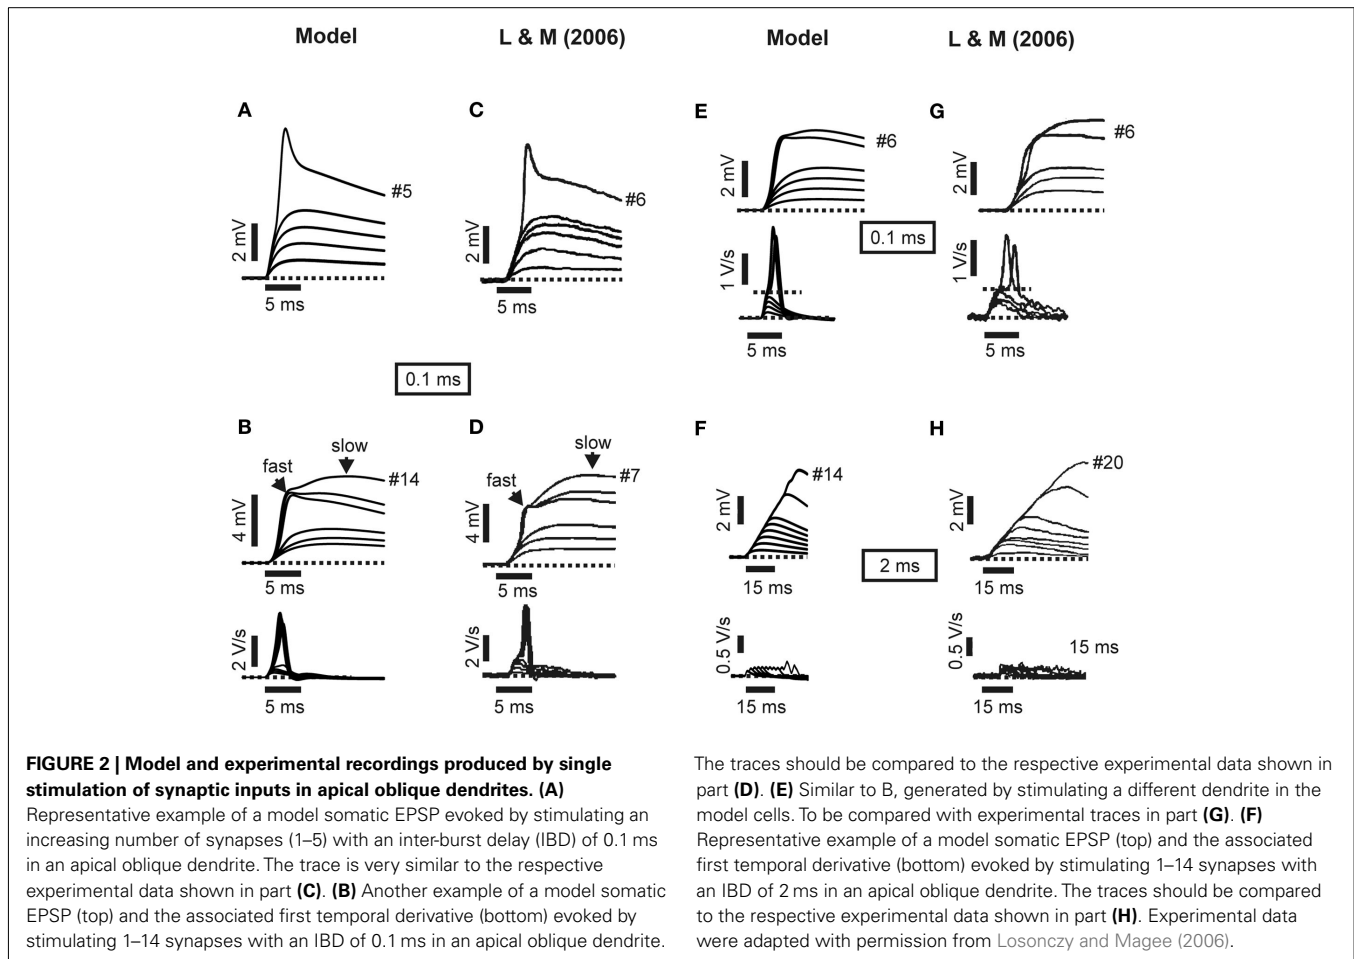 Model
L & M (2006)
Model
L & M (2006)
A
2 mV
#5
5 ms
C
2 mV
#6
5 ms
E
2 mV
#6
1 V/s
5 ms
G
2 mV
#6
1 V/s
5 ms
0.1 ms
0.1 ms
B
fast
slow
#14
4 mV
5 ms
2 V/s
5 ms
D
fast
slow
#7
4 mV
5 ms
2 V/s
5 ms
F
#14
2 mV
15 ms
0.5 V/s
15 ms
H
#20
2 mV
15 ms
0.5 V/s
15 ms
15 ms
2 ms
FIGURE 2 | Model and experimental recordings produced by single
stimulation of synaptic inputs in apical oblique dendrites. (A)
Representative example of a model somatic EPSP evoked by stimulating an
increasing number of synapses (1–5) with an inter-burst delay (IBD) of 0.1 ms
in an apical oblique dendrite. The trace is very similar to the respective
experimental data shown in part (C). (B) Another example of a model somatic
EPSP (top) and the associated first temporal derivative (bottom) evoked by
stimulating 1–14 synapses with an IBD of 0.1 ms in an apical oblique dendrite.
The traces should be compared to the respective experimental data shown in
part (D). (E) Similar to B, generated by stimulating a different dendrite in the
model cells. To be compared with experimental traces in part (G). (F)
Representative example of a model somatic EPSP (top) and the associated
first temporal derivative (bottom) evoked by stimulating 1–14 synapses with
an IBD of 2 ms in an apical oblique dendrite. The traces should be compared
to the respective experimental data shown in part (H). Experimental data
were adapted with permission from Losonczy and Magee (2006).